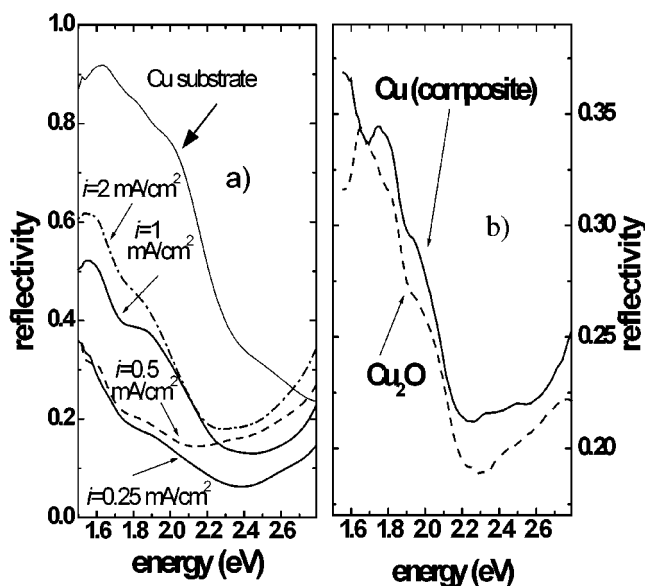 1.0
0.8
0.6
0.4
0.2
0.0
reflectivity
1.6 1.8 2.0 2.2 2.4 2.6
energy (eV)
Cu substrate
a)
i=2 mA/cm²
i=1
mA/cm²
i=0.5
mA/cm²
i=0.25 mA/cm²
Cu (composite)
b)
Cu₂O
0.35
0.30
0.25
0.20
reflectivity
1.6 1.8 2.0 2.2 2.4 2.6
energy (eV)